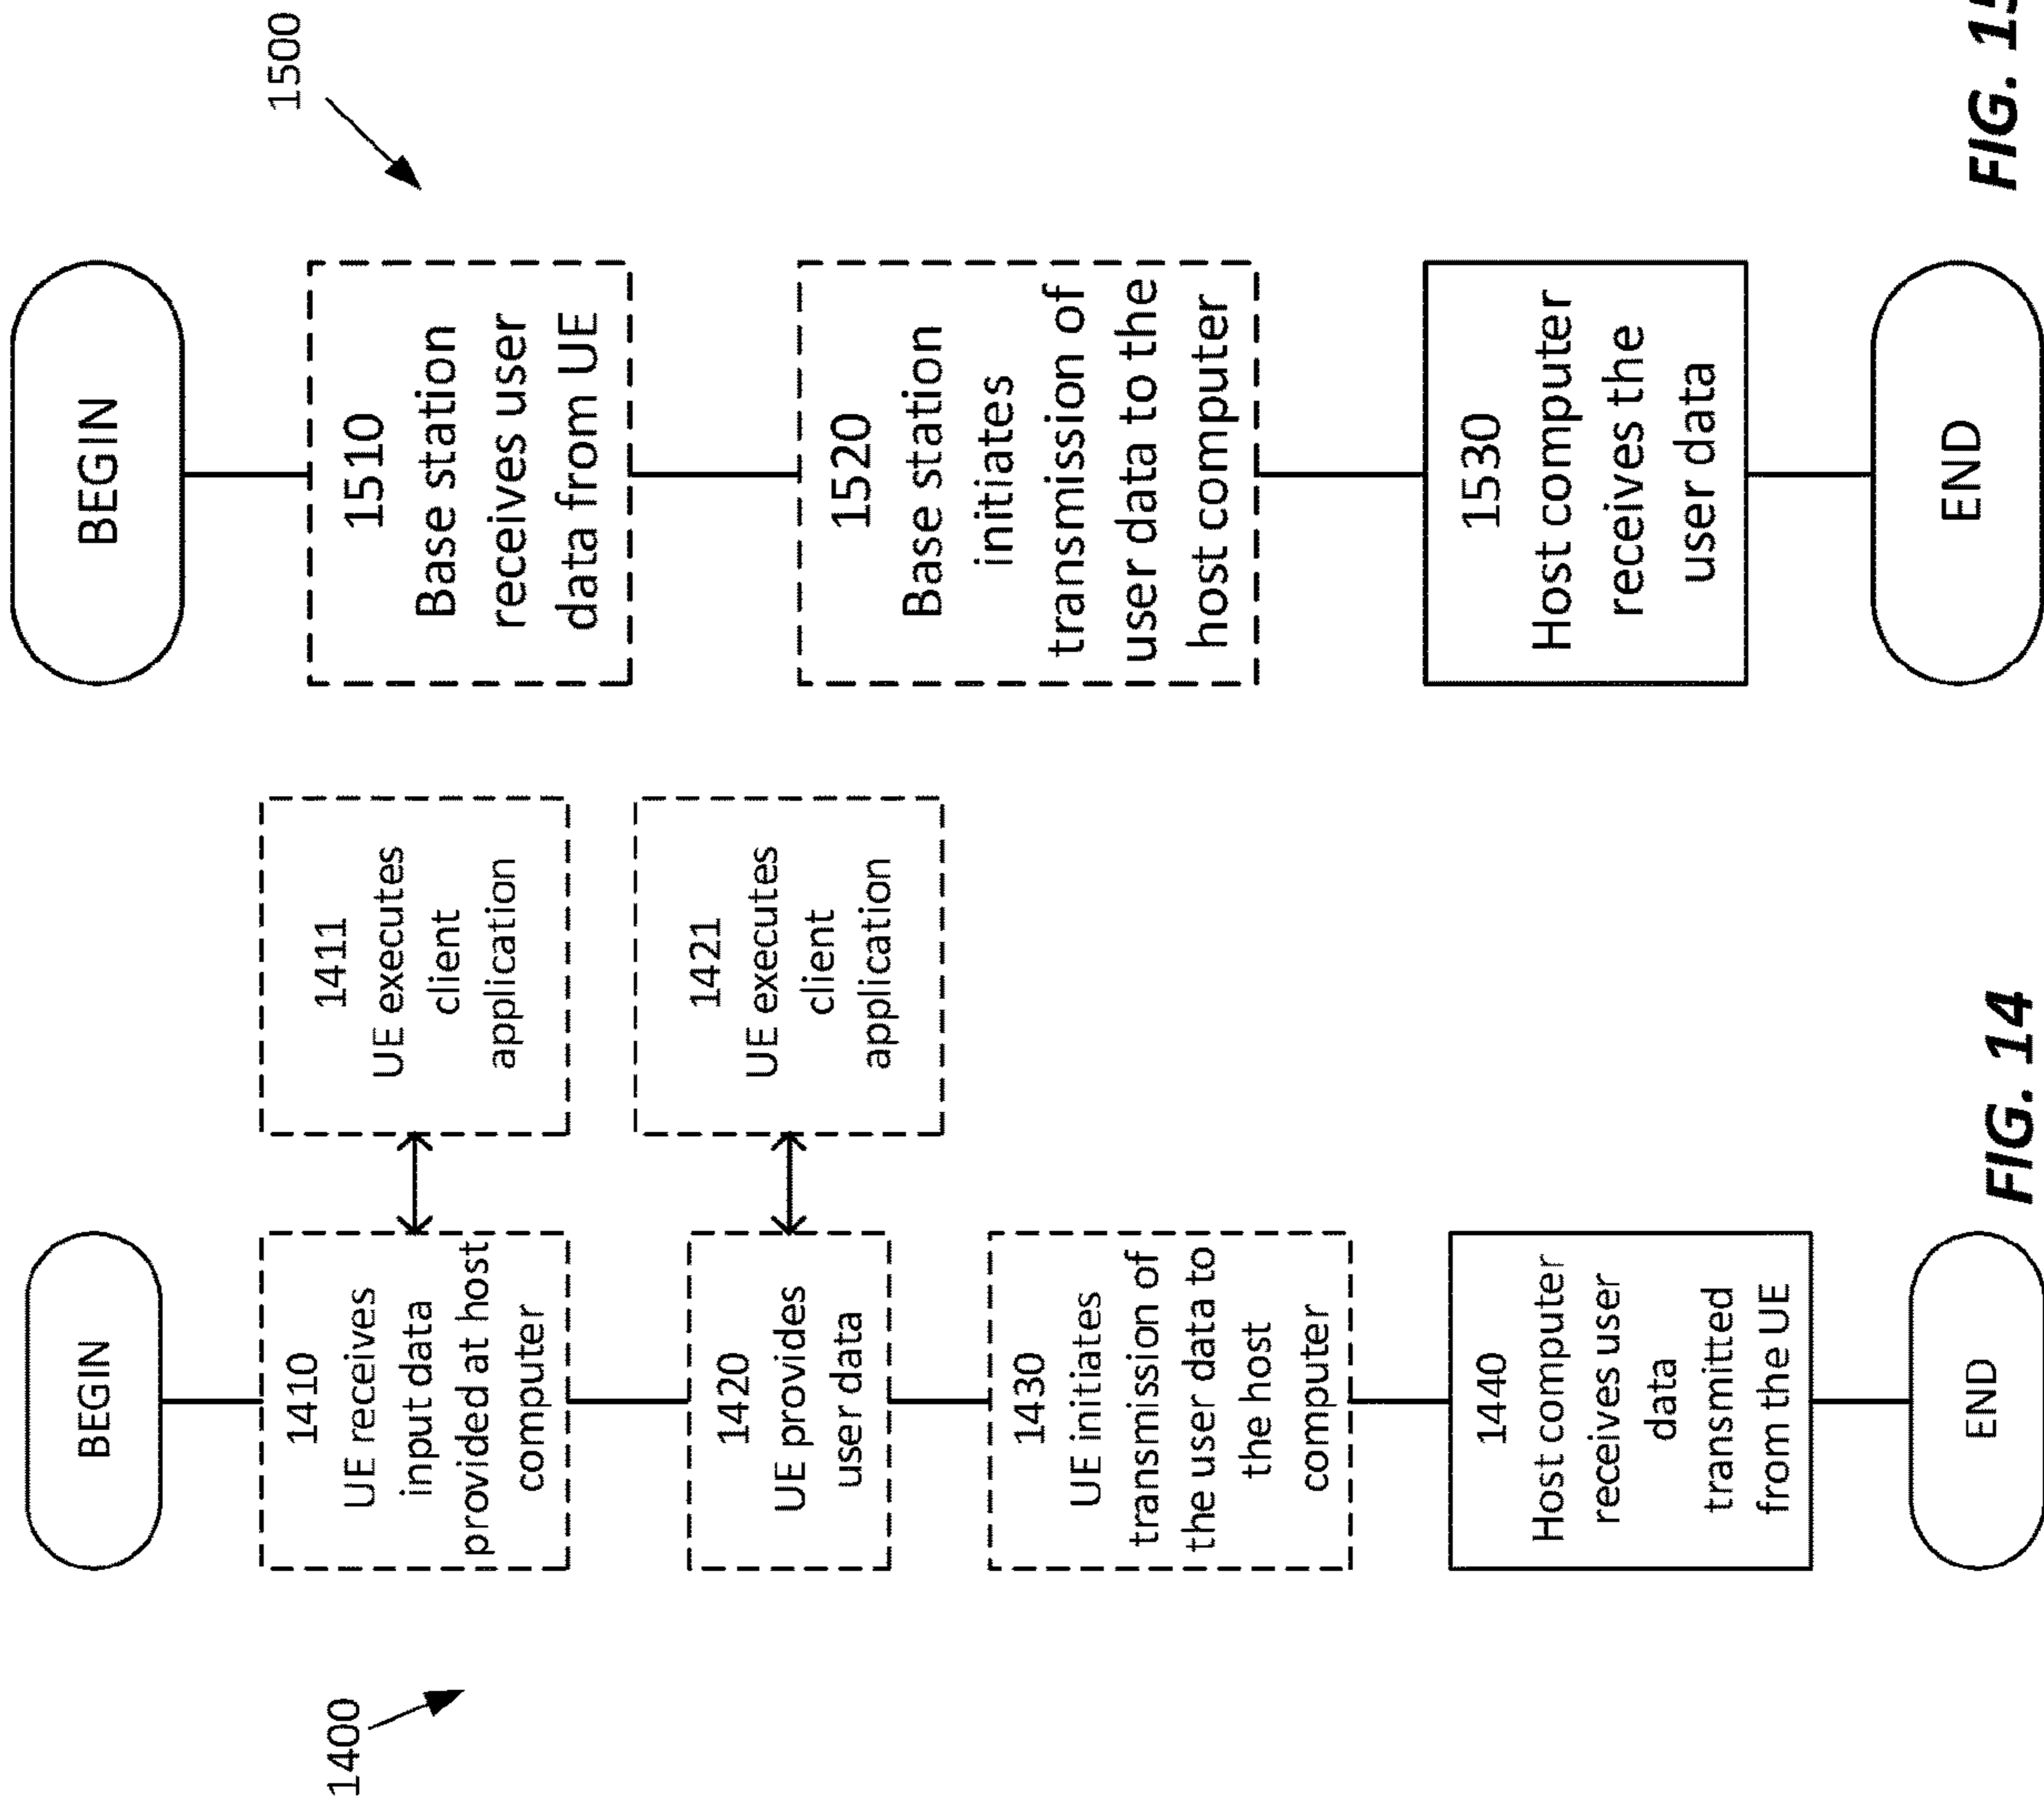 1400
BEGIN
1410
UE receives
input data
provided at host
computer
1411
UE executes
client
application
1420
UE provides
user data
1421
UE executes
client
application
1430
UE initiates
transmission of
the user data to
the host
computer
1440
Host computer
receives user
data
transmitted
from the UE
END
FIG. 14
1500
BEGIN
1510
Base station
receives user
data from UE
1520
Base station
initiates
transmission of
user data to the
host computer
1530
Host computer
receives the
user data
END
FIG. 15